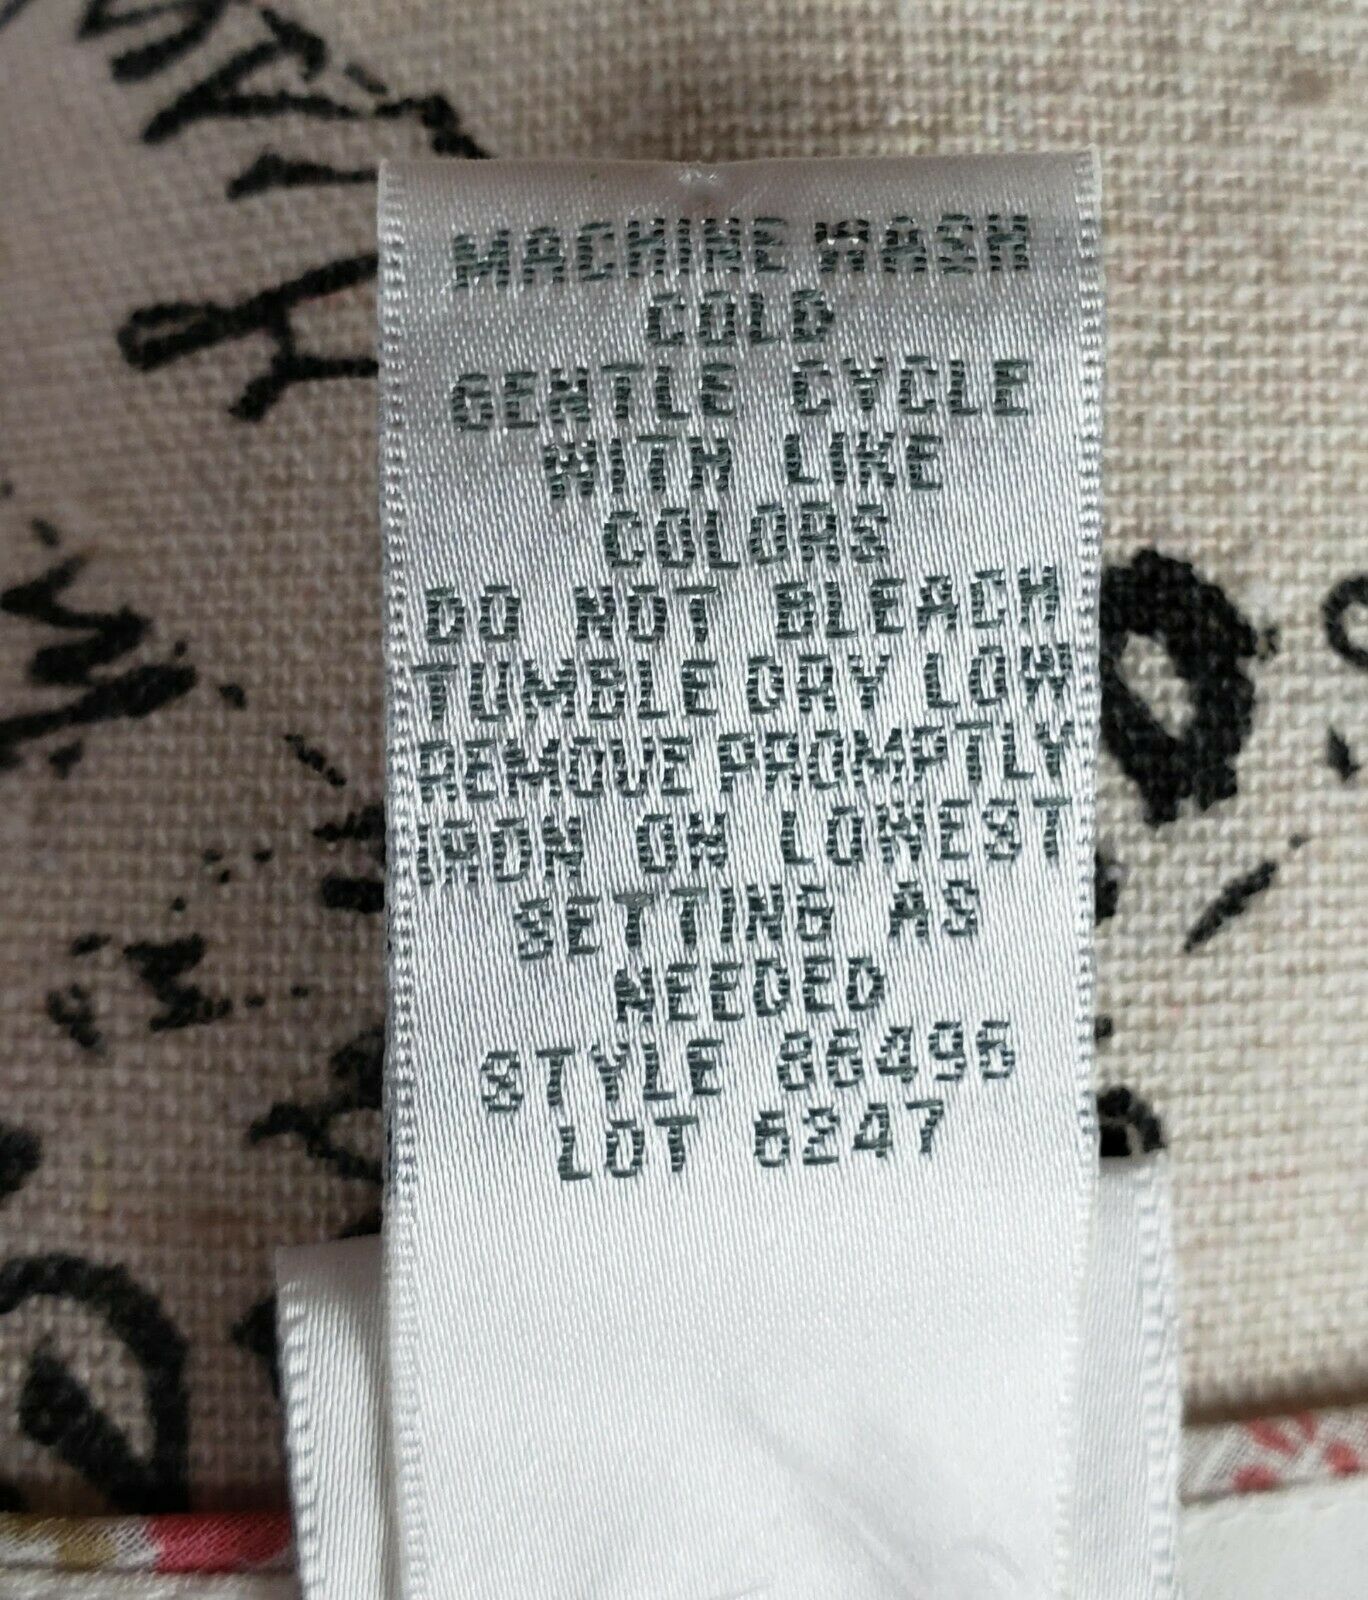 MACHINE WASH
COLD
GENTLE CYCLE
WITH LIKE
COLORS
DO NOT BLEACH
TUMBLE DRY LOW
REMOVE PROMPTLY
IRON ON LOWEST
SETTING AS
NEEDED
STYLE 86496
LOT 6247